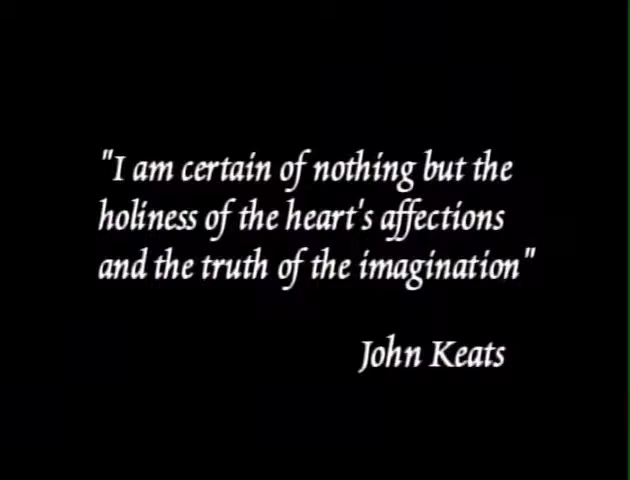 "I am certain of nothing but the
holiness of the heart's affections
and the truth of the imagination"
John Keats